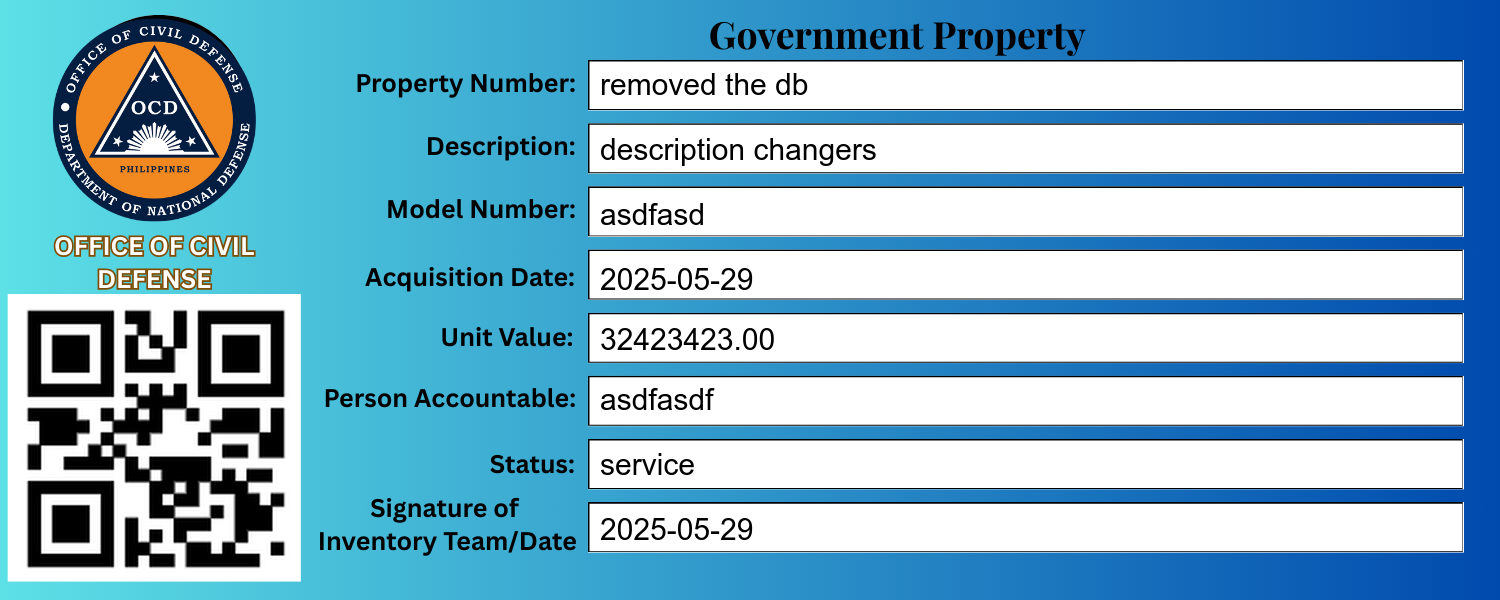 OFFICE OF CIVIL DEFENSE
OCD
PHILIPPINES
DEPARTMENT OF NATIONAL DEFENSE
OFFICE OF CIVIL
DEFENSE
Government Property
Property Number: removed the db
Description: description changers
Model Number: asdfasd
Acquisition Date: 2025-05-29
Unit Value: 32423423.00
Person Accountable: asdfasdf
Status: service
Signature of
Inventory Team/Date 2025-05-29